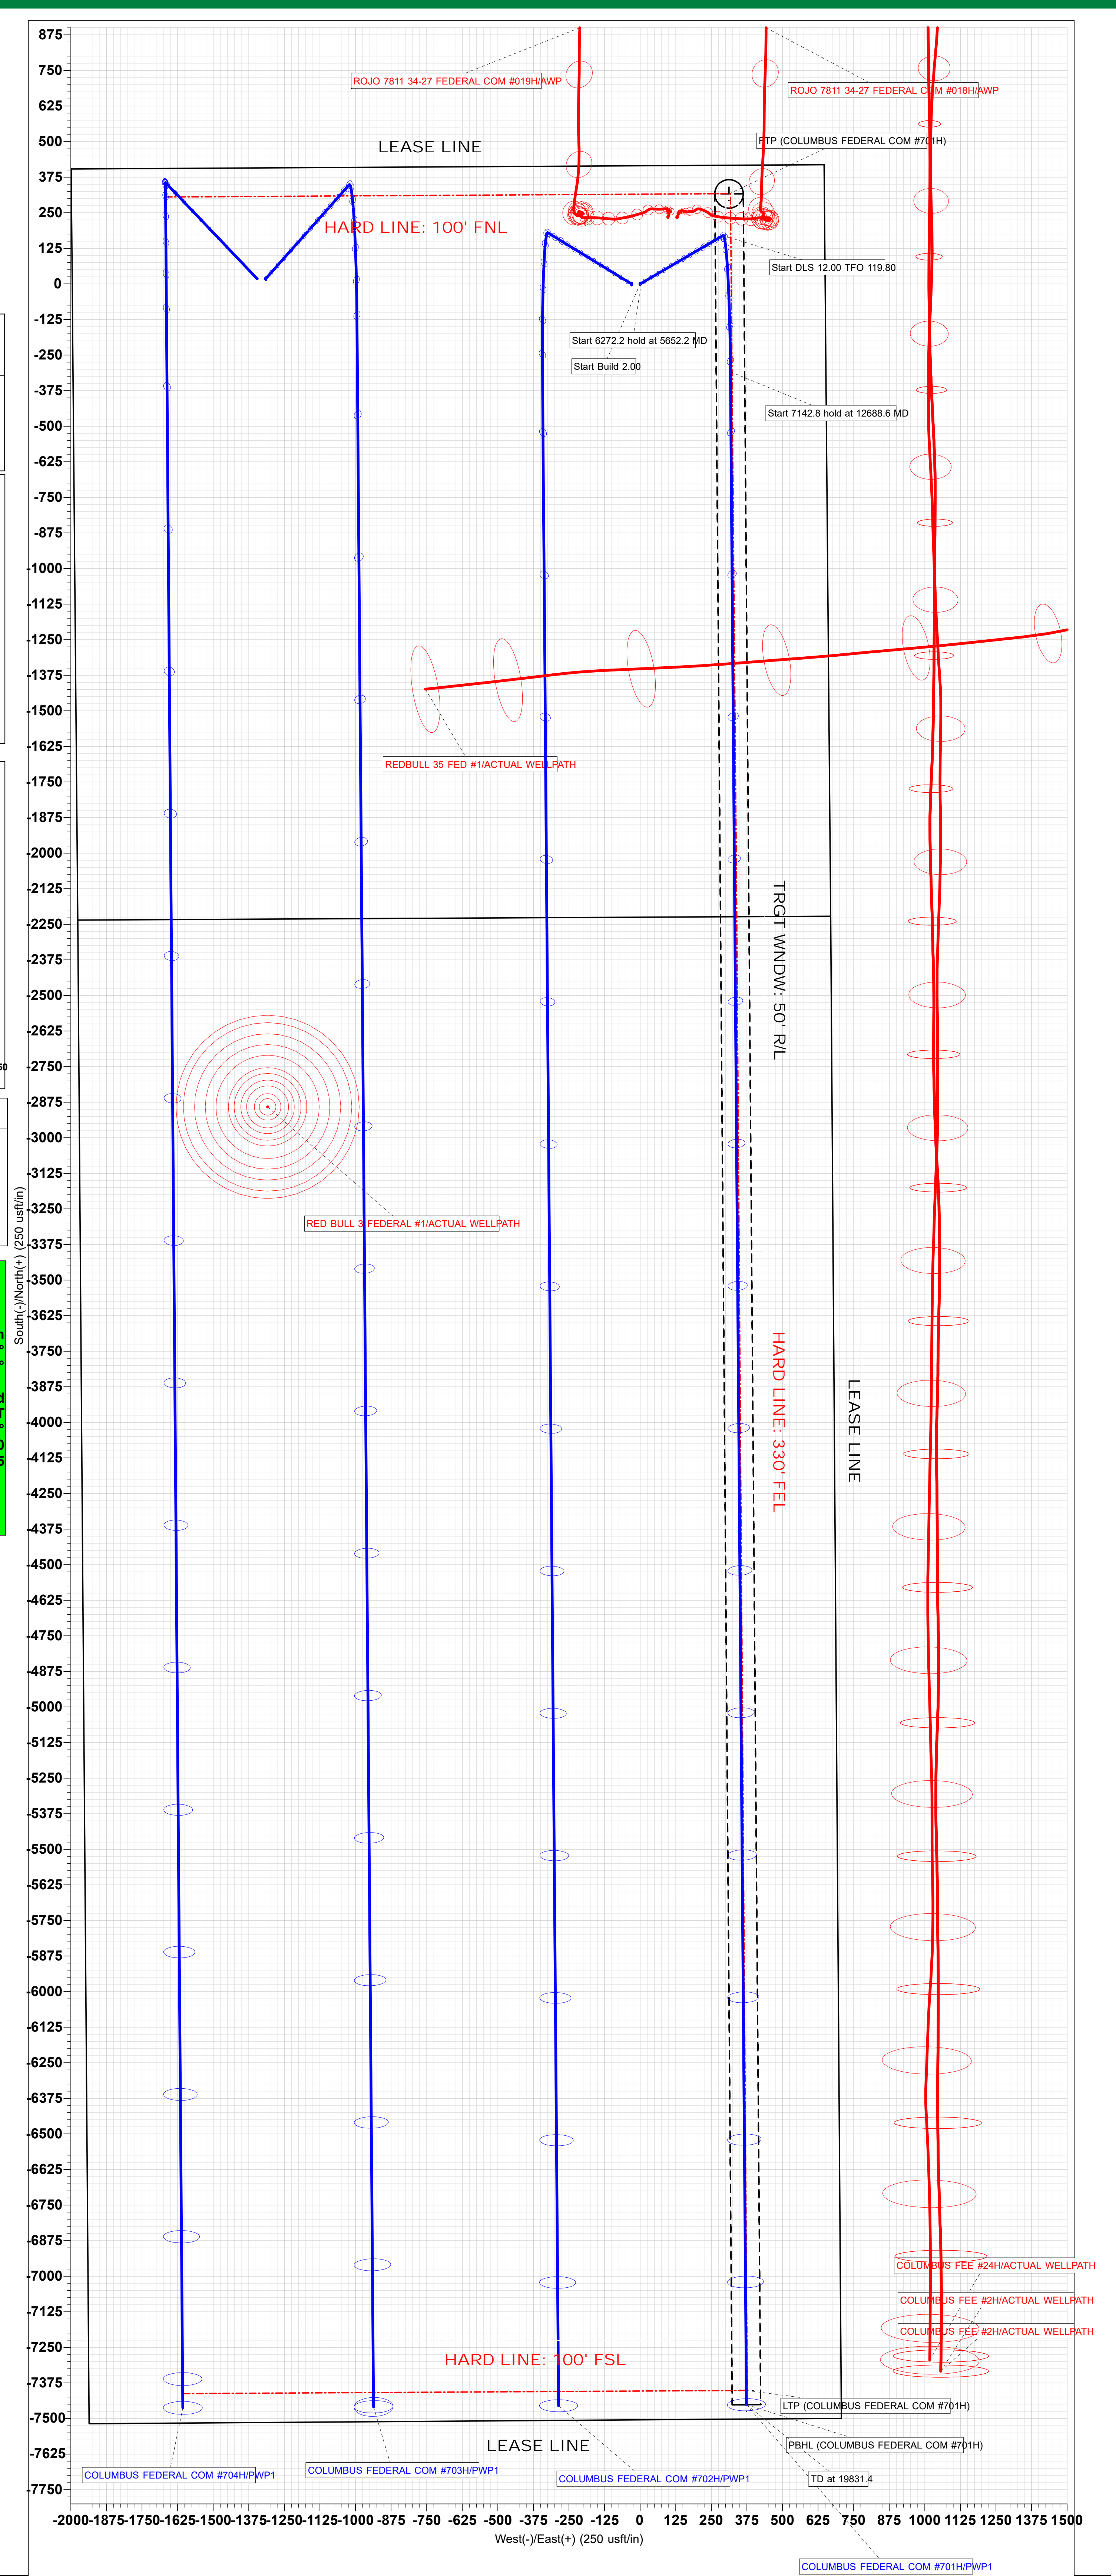 ROJO 7811 34-27 FEDERAL COM #019H/AWP
ROJO 7811 34-27 FEDERAL COM #018H/AWP
FTP (COLUMBUS FEDERAL COM #701H)
LEASE LINE
HARD LINE: 100' FNL
Start DLS 12.00 TFO 119.80
Start 6272.2 hold at 5652.2 MD
Start Build 2.00
Start 7142.8 hold at 12688.6 MD
REDBULL 35 FED #1/ACTUAL WELLPATH
TRGT WNDW: 50' R/L
RED BULL 3 FEDERAL #1/ACTUAL WELLPATH
HARD LINE: 330' FEL
LEASE LINE
COLUMBUS FEE #24H/ACTUAL WELLPATH
COLUMBUS FEE #2H/ACTUAL WELLPATH
COLUMBUS FEE #2H/ACTUAL WELLPATH
HARD LINE: 100' FSL
LTP (COLUMBUS FEDERAL COM #701H)
PBHL (COLUMBUS FEDERAL COM #701H)
LEASE LINE
TD at 19831.4
COLUMBUS FEDERAL COM #704H/PWP1
COLUMBUS FEDERAL COM #703H/PWP1
COLUMBUS FEDERAL COM #702H/PWP1
COLUMBUS FEDERAL COM #701H/PWP1
875
750
625
500
375
250
125
0
-125
-250
-375
-500
-625
-750
-875
-1000
-1125
-1250
-1375
-1500
-1625
-1750
-1875
-2000
-2125
-2250
-2375
-2500
-2625
-2750
-2875
-3000
-3125
-3250
-3375
-3500
-3625
-3750
-3875
-4000
-4125
-4250
-4375
-4500
-4625
-4750
-4875
-5000
-5125
-5250
-5375
-5500
-5625
-5750
-5875
-6000
-6125
-6250
-6375
-6500
-6625
-6750
-6875
-7000
-7125
-7250
-7375
-7500
-7625
-7750
South(-)/North(+) (250 usft/in)
-2000 -1875 -1750 -1625 -1500 -1375 -1250 -1125 -1000 -875 -750 -625 -500 -375 -250 -125 0 125 250 375 500 625 750 875 1000 1125 1250 1375 1500
West(-)/East(+) (250 usft/in)